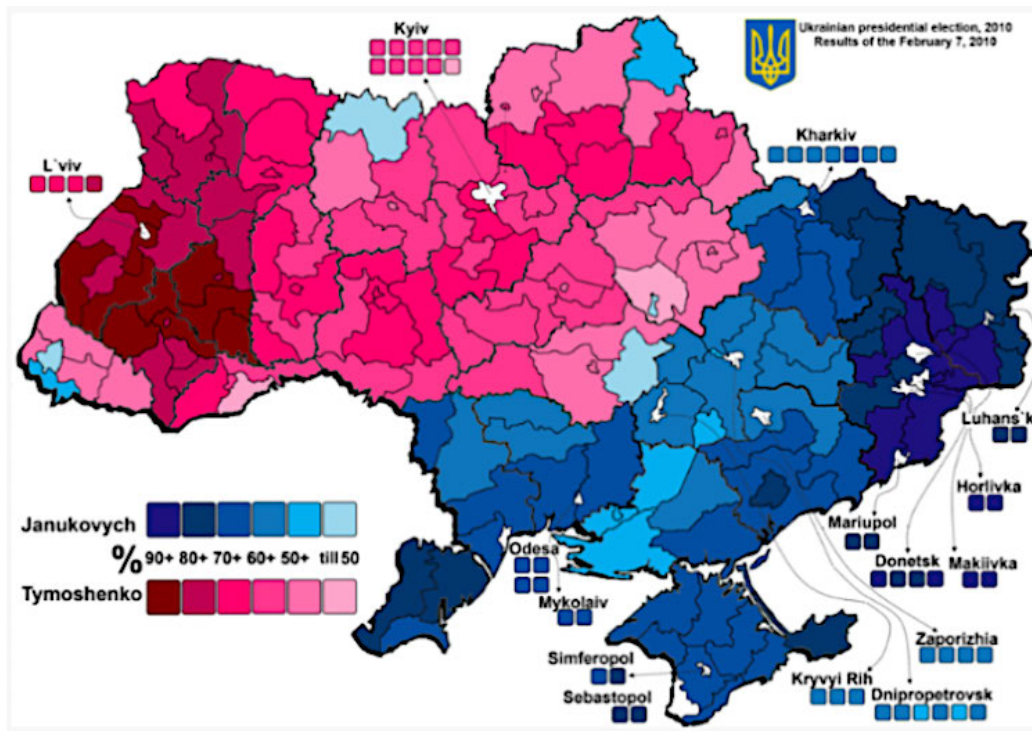 Ukrainian presidential election, 2010
Results of the February 7, 2010
Kyiv
Kharkiv
L`viv
Luhans`k
Horlivka
Mariupol
Donetsk
Makiivka
Janukovych
% 90+ 80+ 70+ 60+ 50+ till 50
Tymoshenko
Odesa
Mykolaiv
Zaporizhia
Simferopol
Kryvyi Rih
Sebastopol
Dnipropetrovsk